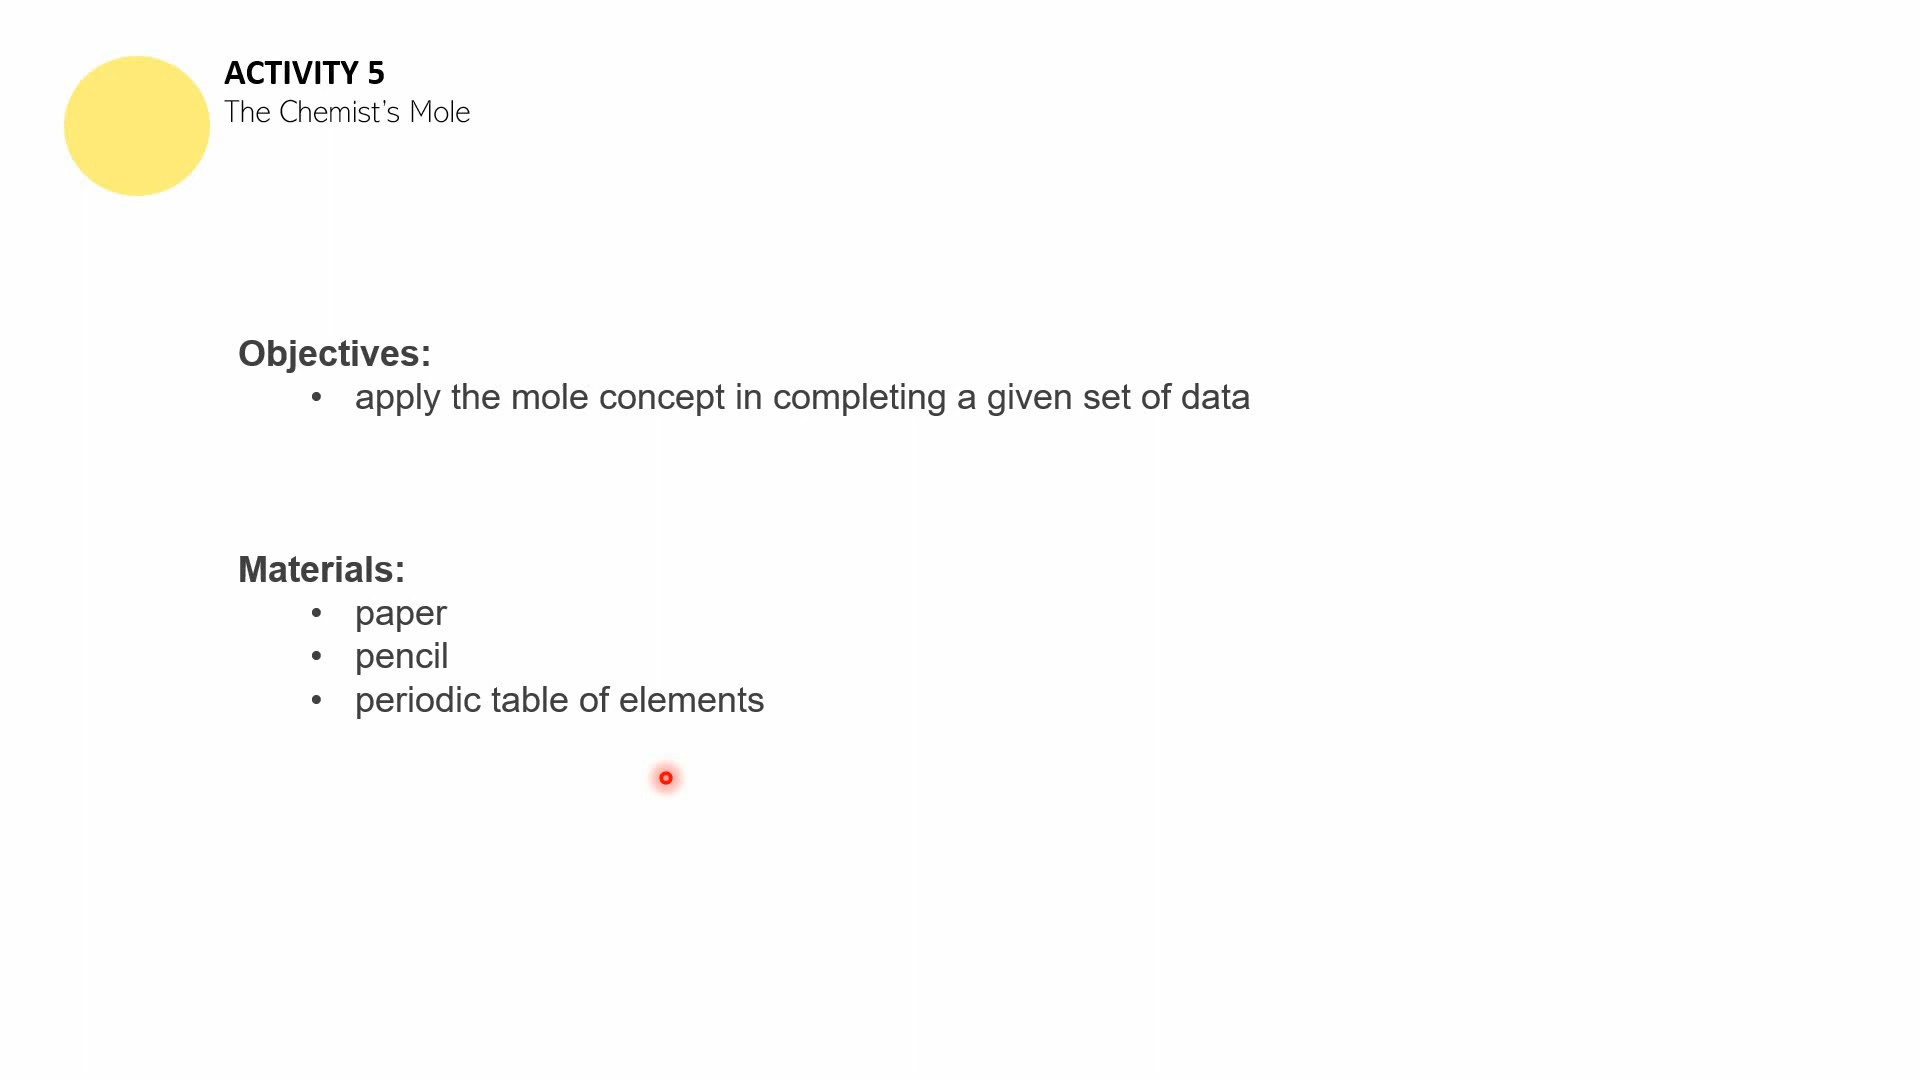 ACTIVITY 5
The Chemist's Mole
Objectives:
• apply the mole concept in completing a given set of data
Materials:
• paper
• pencil
• periodic table of elements